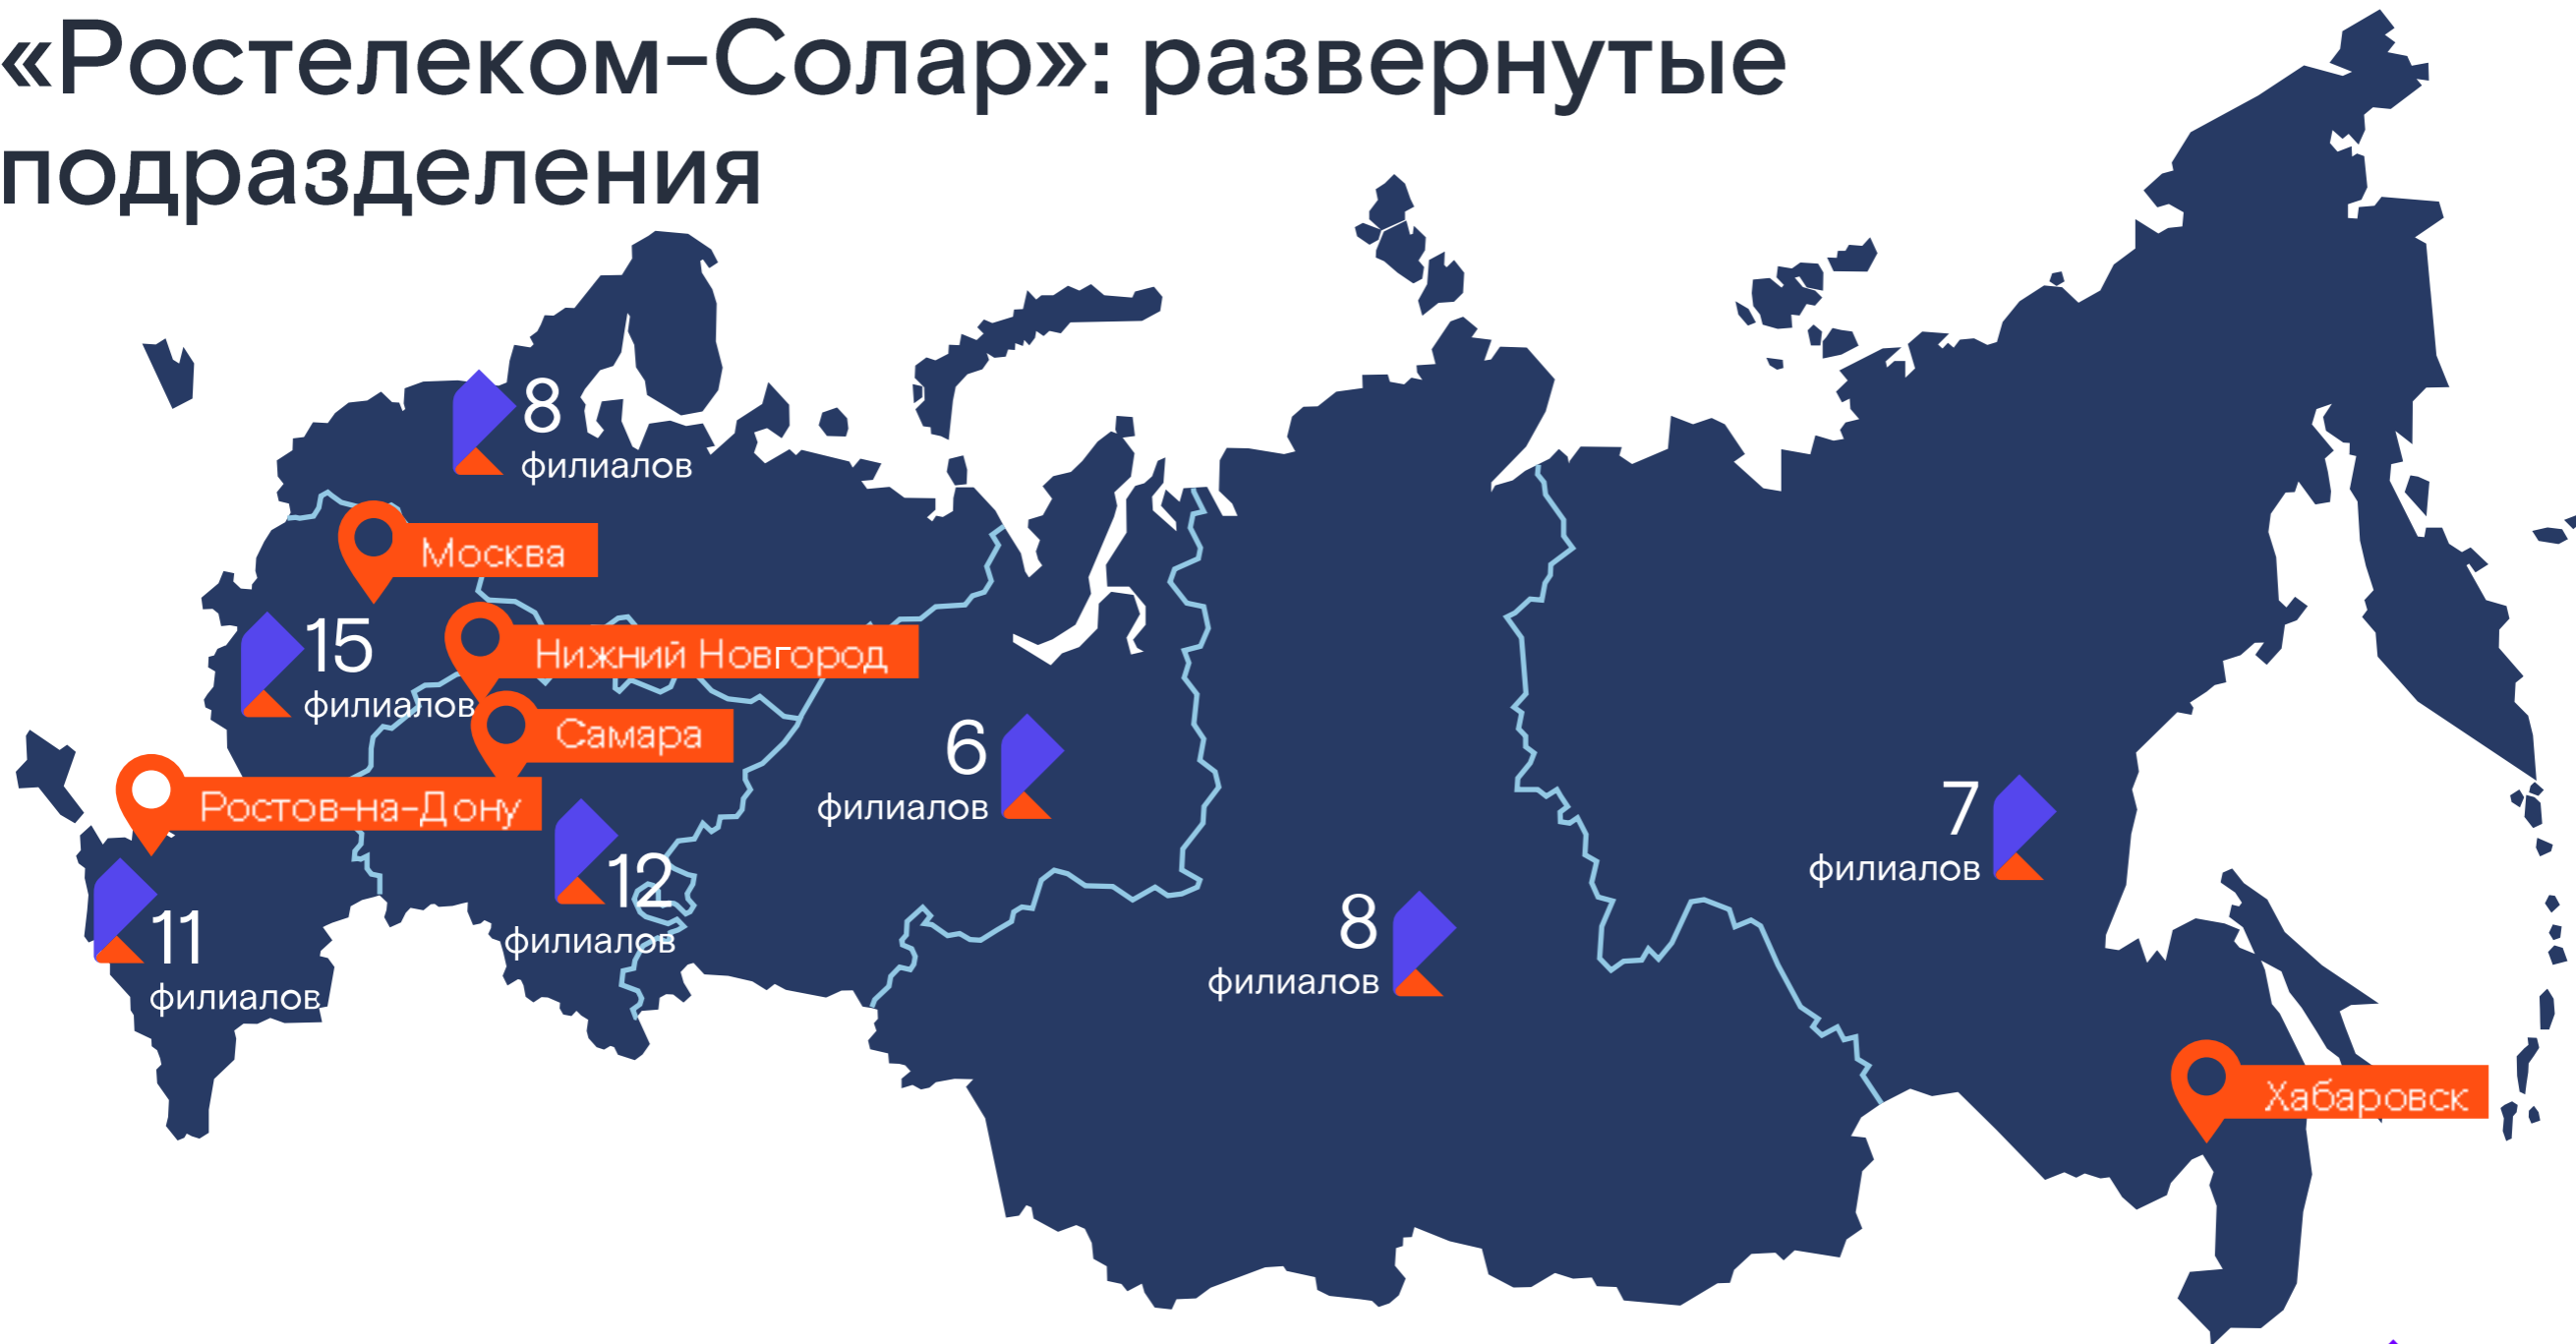 «Ростелеком-Солар»: развернутые
подразделения
8
филиалов
Москва
15
филиалов
Нижний Новгород
Самара
6
филиалов
Ростов-на-Дону
7
филиалов
12
филиалов
8
филиалов
11
филиалов
Хабаровск